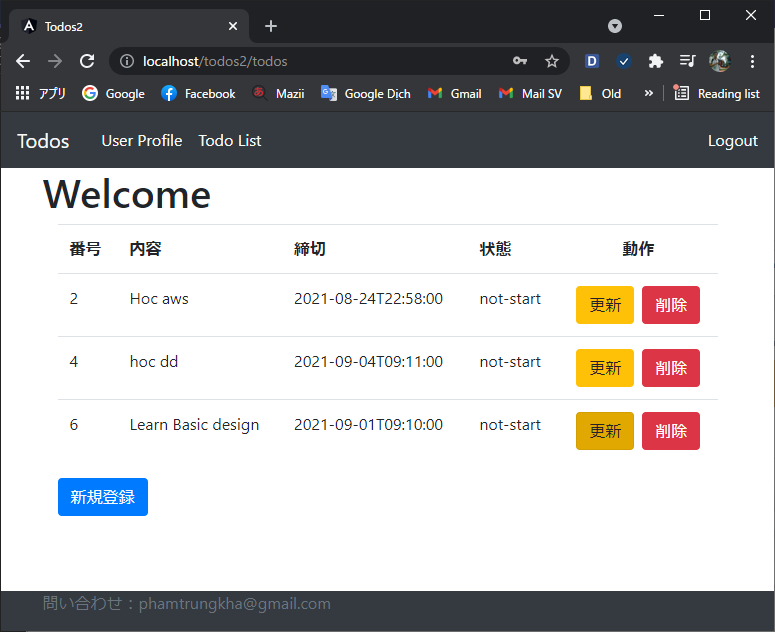 Todos2
localhost/todos2/todos
アプリ Google Facebook Mazii Google Dịch Gmail Mail SV Old » Reading list
Todos User Profile Todo List Logout
Welcome
番号 内容 締切 状態 動作
2 Hoc aws 2021-08-24T22:58:00 not-start 更新 削除
4 hoc dd 2021-09-04T09:11:00 not-start 更新 削除
6 Learn Basic design 2021-09-01T09:10:00 not-start 更新 削除
新規登録
問い合わせ：phamtrungkha@gmail.com